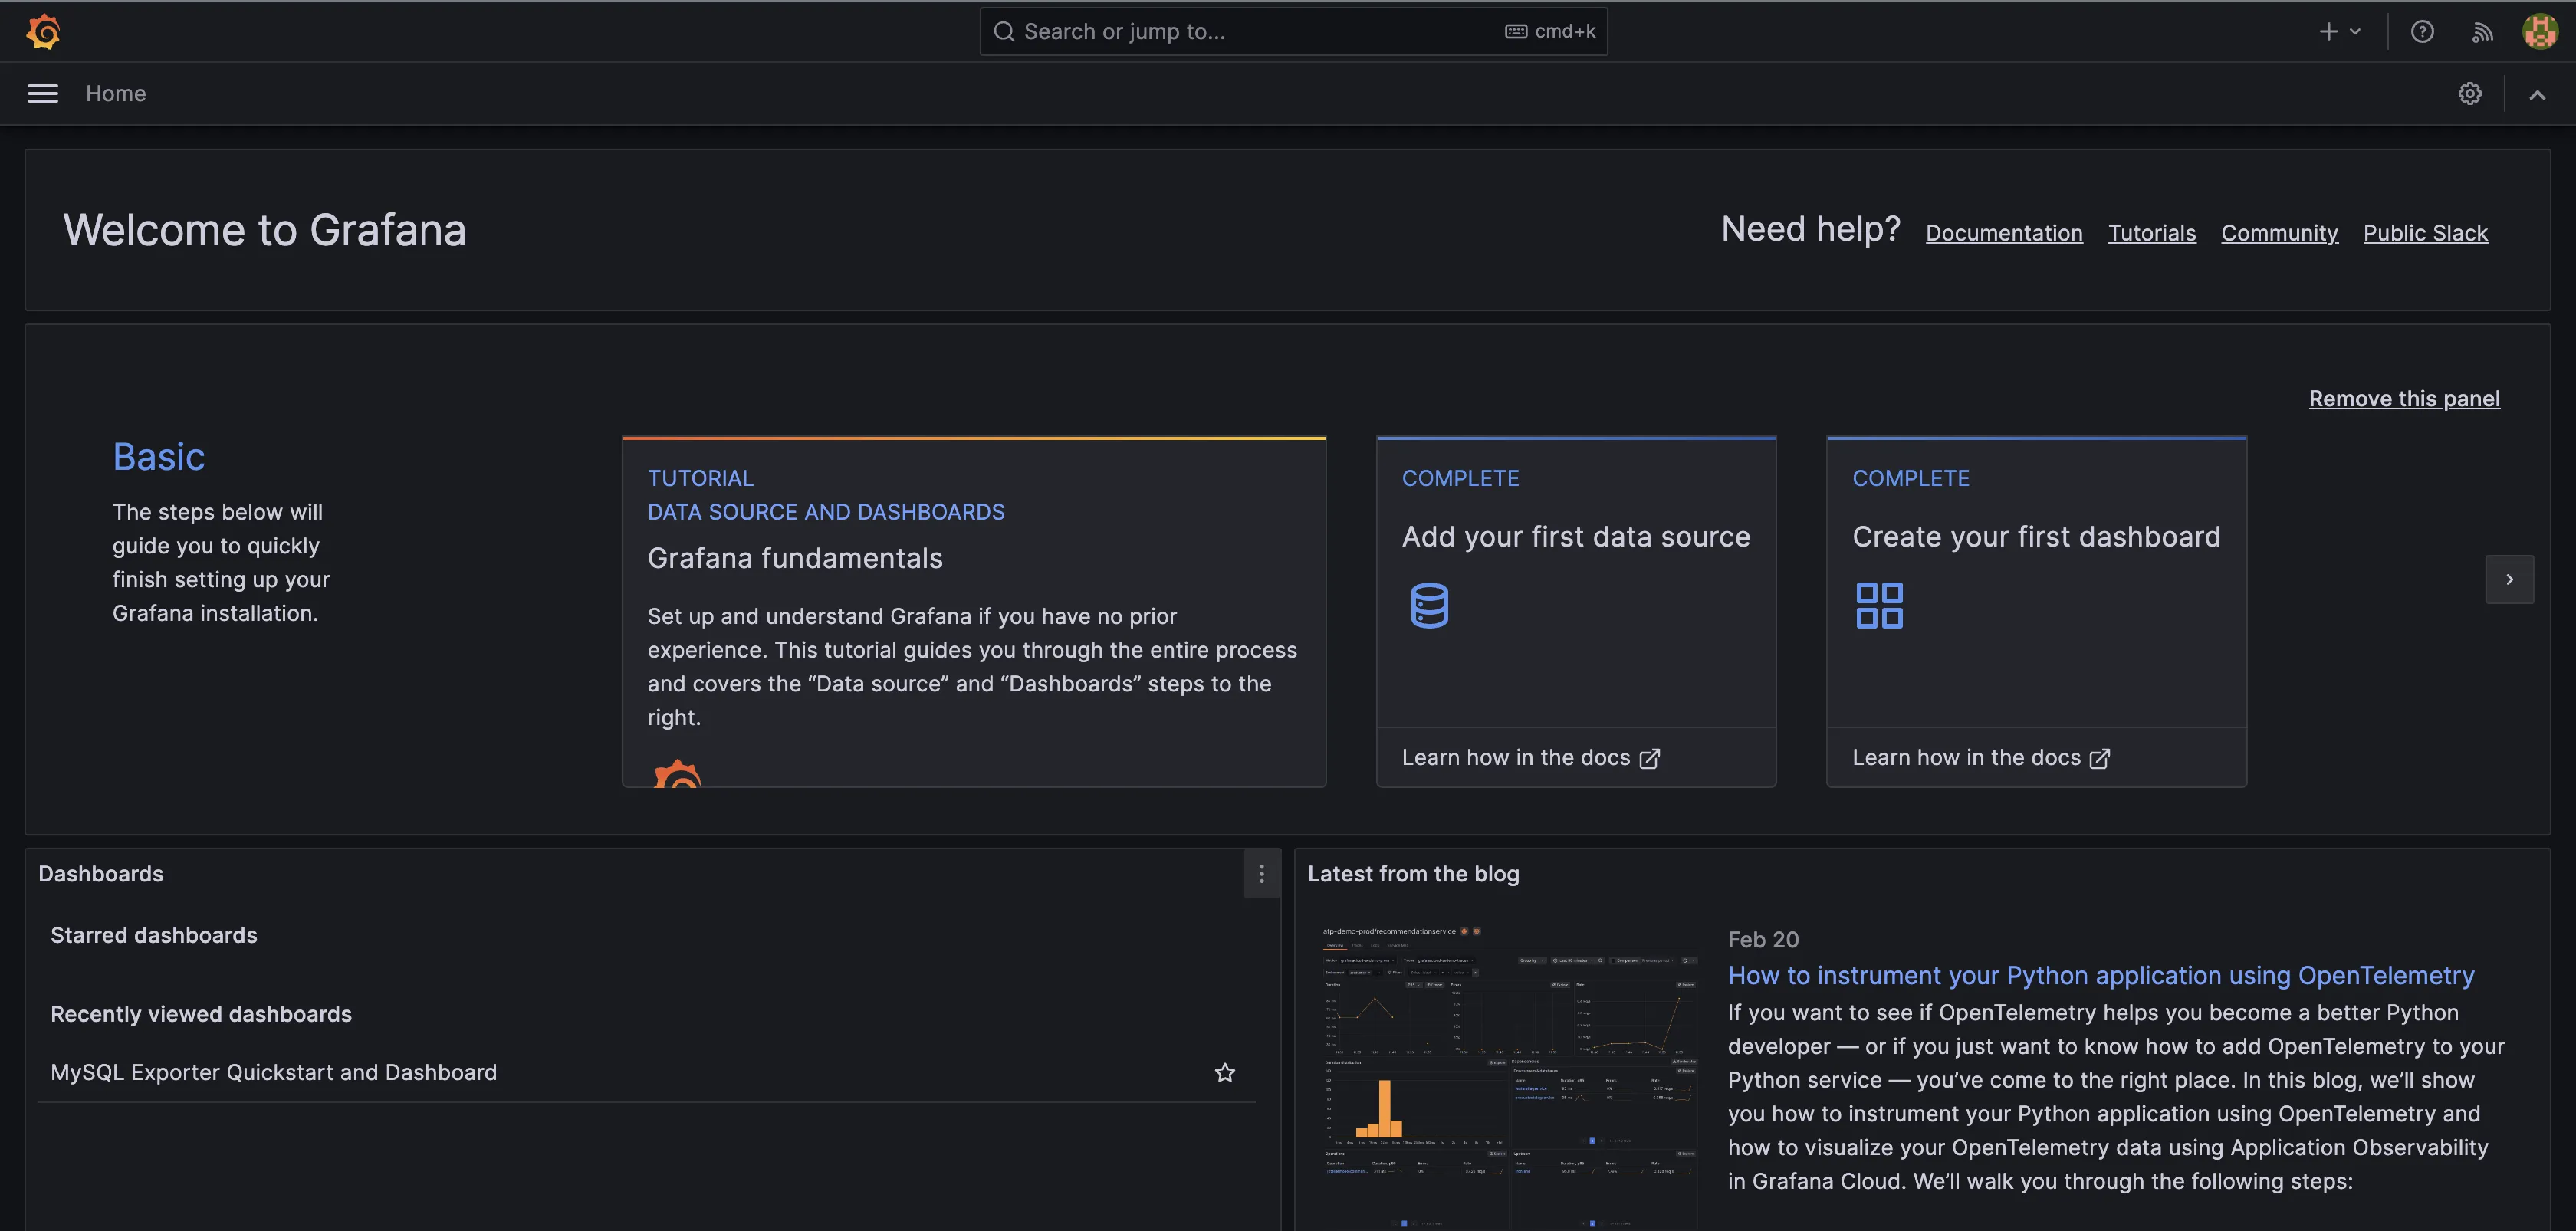 Search or jump to...
cmd+k
Home
Welcome to Grafana
Need help?
Documentation
Tutorials
Community
Public Slack
Remove this panel
Basic
The steps below will
guide you to quickly
finish setting up your
Grafana installation.
TUTORIAL
DATA SOURCE AND DASHBOARDS
Grafana fundamentals
Set up and understand Grafana if you have no prior
experience. This tutorial guides you through the entire process
and covers the “Data source” and “Dashboards” steps to the
right.
COMPLETE
Add your first data source
Learn how in the docs
COMPLETE
Create your first dashboard
Learn how in the docs
Dashboards
Starred dashboards
Recently viewed dashboards
MySQL Exporter Quickstart and Dashboard
Latest from the blog
atp-demo-prod/recommendationservice
Feb 20
How to instrument your Python application using OpenTelemetry
If you want to see if OpenTelemetry helps you become a better Python
developer — or if you just want to know how to add OpenTelemetry to your
Python service — you’ve come to the right place. In this blog, we’ll show
you how to instrument your Python application using OpenTelemetry and
how to visualize your OpenTelemetry data using Application Observability
in Grafana Cloud. We’ll walk you through the following steps: